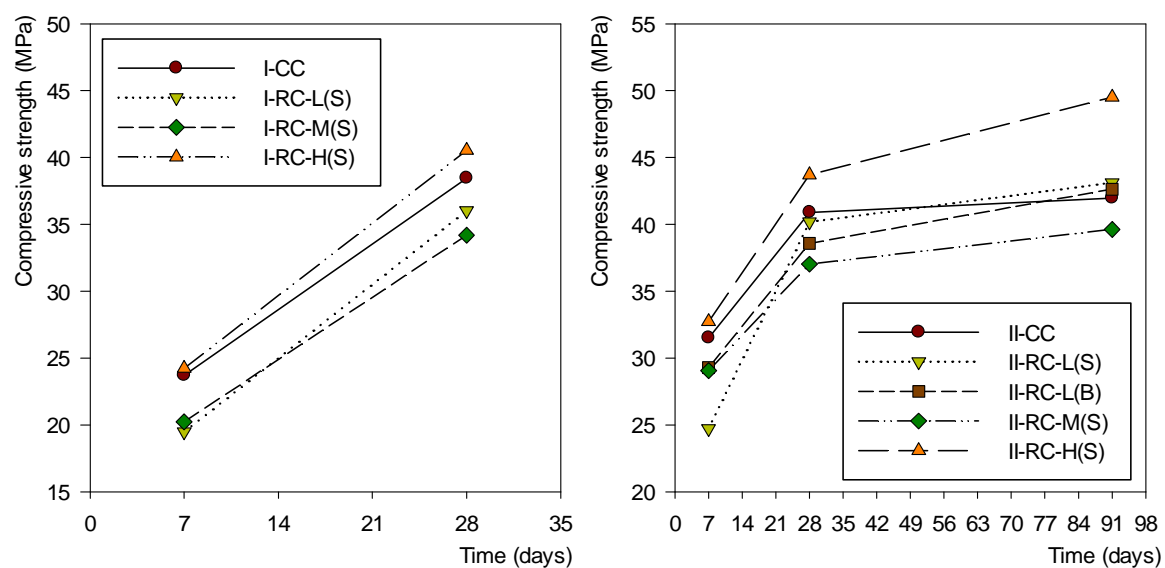 Compressive strength (MPa)
50
45
40
35
30
25
20
15
I-CC
I-RC-L(S)
I-RC-M(S)
I-RC-H(S)
0 7 14 21 28 35
Time (days)
Compressive strength (MPa)
55
50
45
40
35
30
25
20
II-CC
II-RC-L(S)
II-RC-L(B)
II-RC-M(S)
II-RC-H(S)
0 7 14 21 28 35 42 49 56 63 70 77 84 91 98
Time (days)